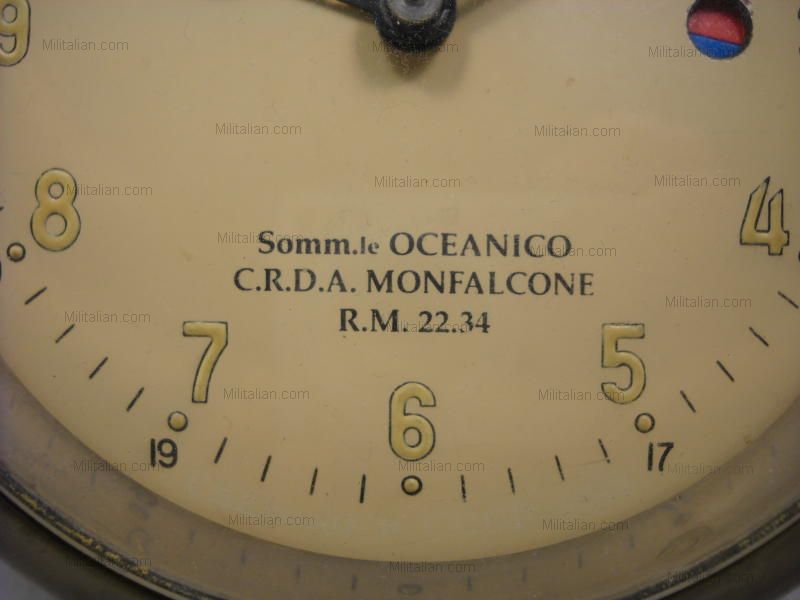 9
8
4
Somm.le OCEANICO
C.R.D.A. MONFALCONE
R.M. 22.34
7
5
6
19
17
Militalian.com